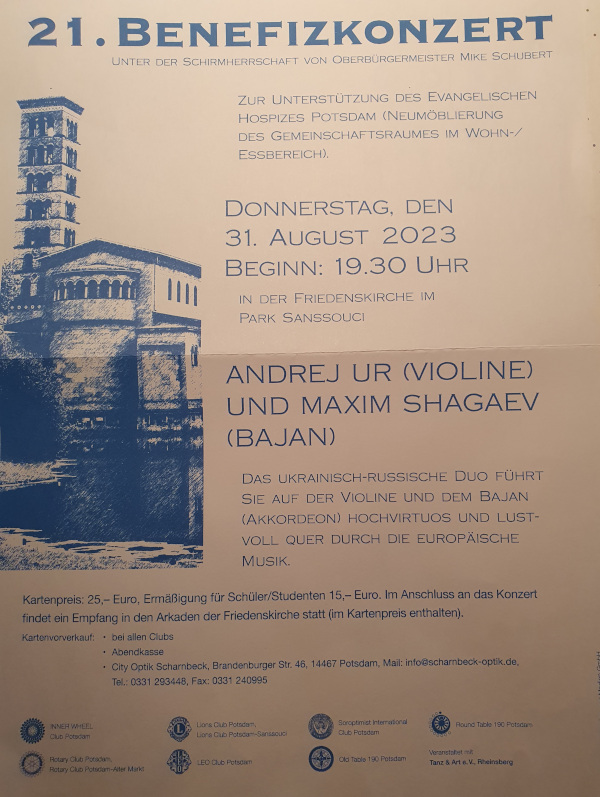 21. Benefizkonzert
Unter der Schirmherrschaft von Oberbürgermeister Mike Schubert
Zur Unterstützung des Evangelischen
Hospizes Potsdam (Neumöblierung
des Gemeinschaftsraumes im Wohn-/
Essbereich).
Donnerstag, den
31. August 2023
Beginn: 19.30 Uhr
in der Friedenskirche im
Park Sanssouci
ANDREJ UR (VIOLINE)
UND MAXIM SHAGAEV
(BAJAN)
Das ukrainisch-russische Duo führt
Sie auf der Violine und dem Bajan
(Akkordeon) hochvirtuos und lust-
voll quer durch die europäische
Musik.
Kartenpreis: 25,– Euro, Ermäßigung für Schüler/Studenten 15,– Euro. Im Anschluss an das Konzert
findet ein Empfang in den Arkaden der Friedenskirche statt (im Kartenpreis enthalten).
Kartenvorverkauf: • bei allen Clubs
• Abendkasse
• City Optik Scharnbeck, Brandenburger Str. 46, 14467 Potsdam, Mail: info@scharnbeck-optik.de,
Tel.: 0331 293448, Fax: 0331 240995
INNER WHEEL
Club Potsdam
Lions Club Potsdam,
Lions Club Potsdam-Sanssouci
Soroptimist International
Club Potsdam
Round Table 190 Potsdam
Rotary Club Potsdam,
Rotary Club Potsdam-Alter Markt
LEO Club Potsdam
Old Table 190 Potsdam
Veranstaltet mit
Tanz & Art e.V., Rheinsberg